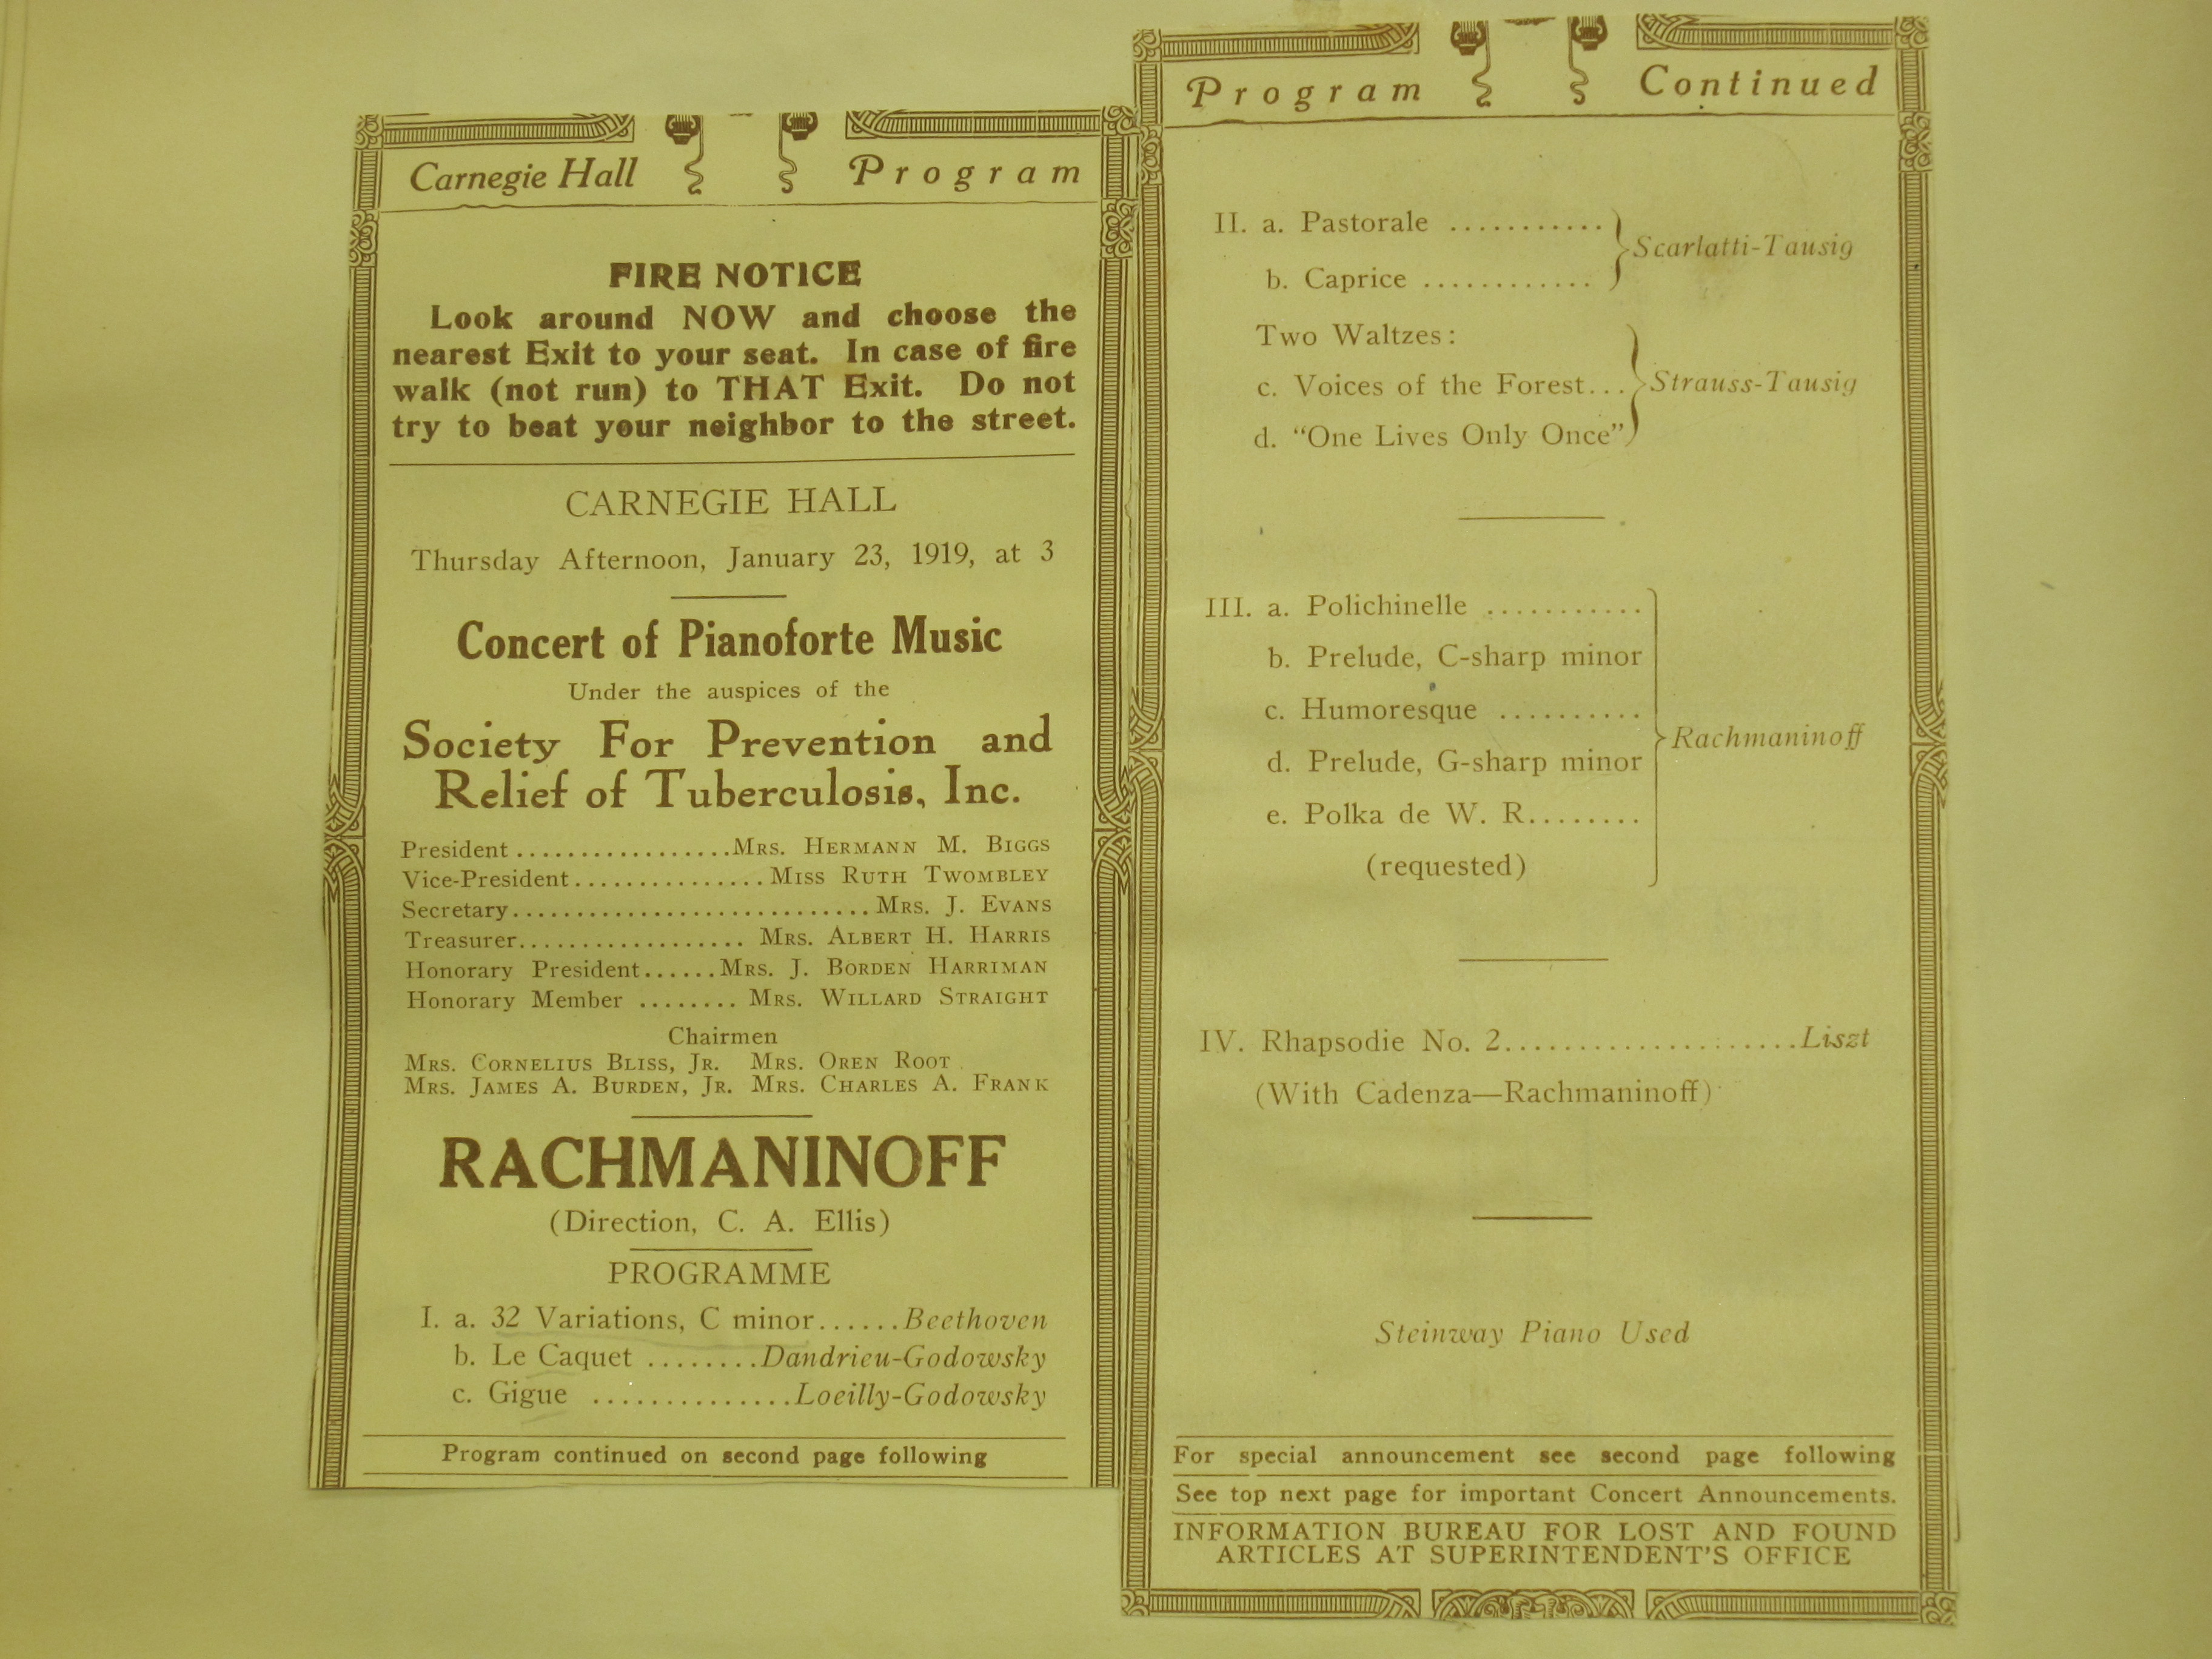 Carnegie Hall Program
FIRE NOTICE
Look around NOW and choose the
nearest Exit to your seat. In case of fire
walk (not run) to THAT Exit. Do not
try to beat your neighbor to the street.
CARNEGIE HALL
Thursday Afternoon, January 23, 1919, at 3
Concert of Pianoforte Music
Under the auspices of the
Society For Prevention and
Relief of Tuberculosis, Inc.
President .................Mrs. Hermann M. Biggs
Vice-President...............Miss Ruth Twombley
Secretary............................Mrs. J. Evans
Treasurer.................. Mrs. Albert H. Harris
Honorary President......Mrs. J. Borden Harriman
Honorary Member ........ Mrs. Willard Straight
Chairmen
Mrs. Cornelius Bliss, Jr. Mrs. Oren Root
Mrs. James A. Burden, Jr. Mrs. Charles A. Frank
RACHMANINOFF
(Direction, C. A. Ellis)
PROGRAMME
I. a. 32 Variations, C minor......Beethoven
b. Le Caquet ........Dandrieu-Godowsky
c. Gigue ..............Loeilly-Godowsky
Program continued on second page following
Program Continued
II. a. Pastorale ............
Scarlatti-Tausig
b. Caprice .............
Two Waltzes:
c. Voices of the Forest... Strauss-Tausig
d. "One Lives Only Once"
III. a. Polichinelle ............
b. Prelude, C-sharp minor
c. Humoresque ..........
Rachmaninoff
d. Prelude, G-sharp minor
e. Polka de W. R.........
(requested)
IV. Rhapsodie No. 2.......................Liszt
(With Cadenza—Rachmaninoff)
Steinway Piano Used
For special announcement see second page following
See top next page for important Concert Announcements.
INFORMATION BUREAU FOR LOST AND FOUND
ARTICLES AT SUPERINTENDENT'S OFFICE